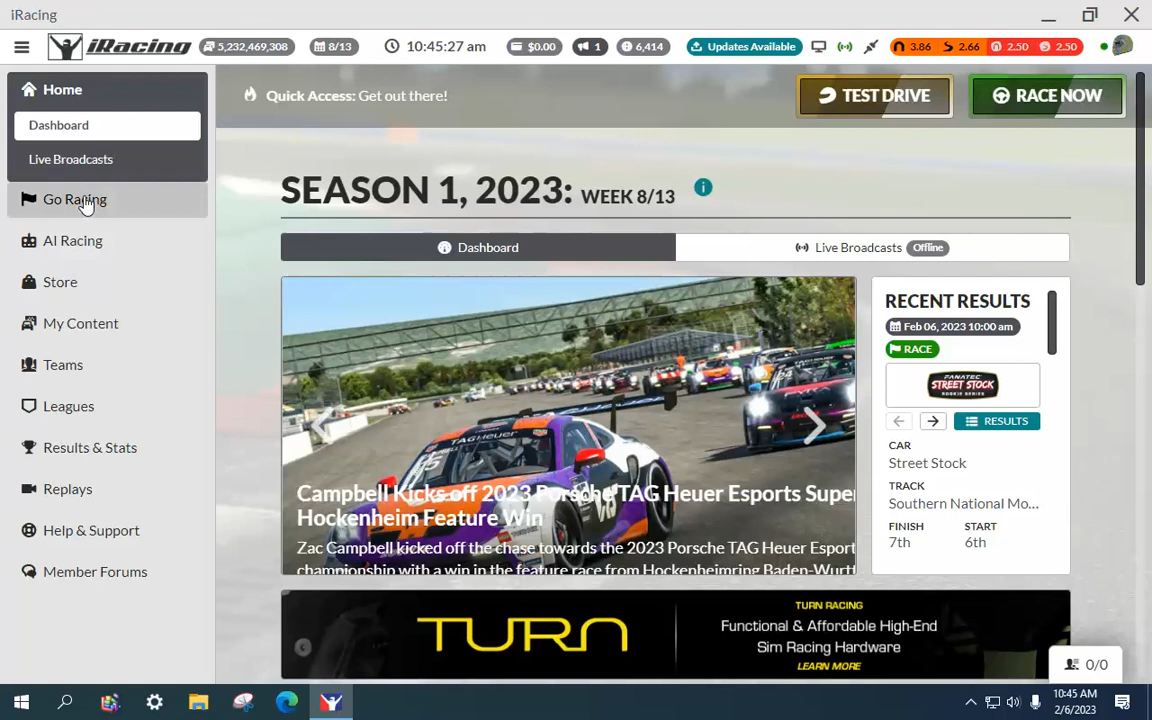 iRacing
iRacing
5,232,469,308
8/13
10:45:27 am
$0.00
1
6,414
Updates Available
3.86
2.66
2.50
2.50
Home
Dashboard
Live Broadcasts
Go Racing
AI Racing
Store
My Content
Teams
Leagues
Results & Stats
Replays
Help & Support
Member Forums
Quick Access: Get out there!
TEST DRIVE
RACE NOW
SEASON 1, 2023: WEEK 8/13
Dashboard
Live Broadcasts Offline
TAGHeuer
Campbell Kicks off 2023 Porsche TAG Heuer Esports Supe
Hockenheim Feature Win
Zac Campbell kicked off the chase towards the 2023 Porsche TAG Heuer Esport
championship with a win in the feature race from Hockenheimring Baden-Wurtt
RECENT RESULTS
Feb 06, 2023 10:00 am
RACE
FANATEC
STREET STOCK
ROOKIE SERIES
RESULTS
CAR
Street Stock
TRACK
Southern National Mo...
FINISH START
7th 6th
TURN
TURN RACING
Functional & Affordable High-End
Sim Racing Hardware
LEARN MORE
0/0
10:45 AM
2/6/2023